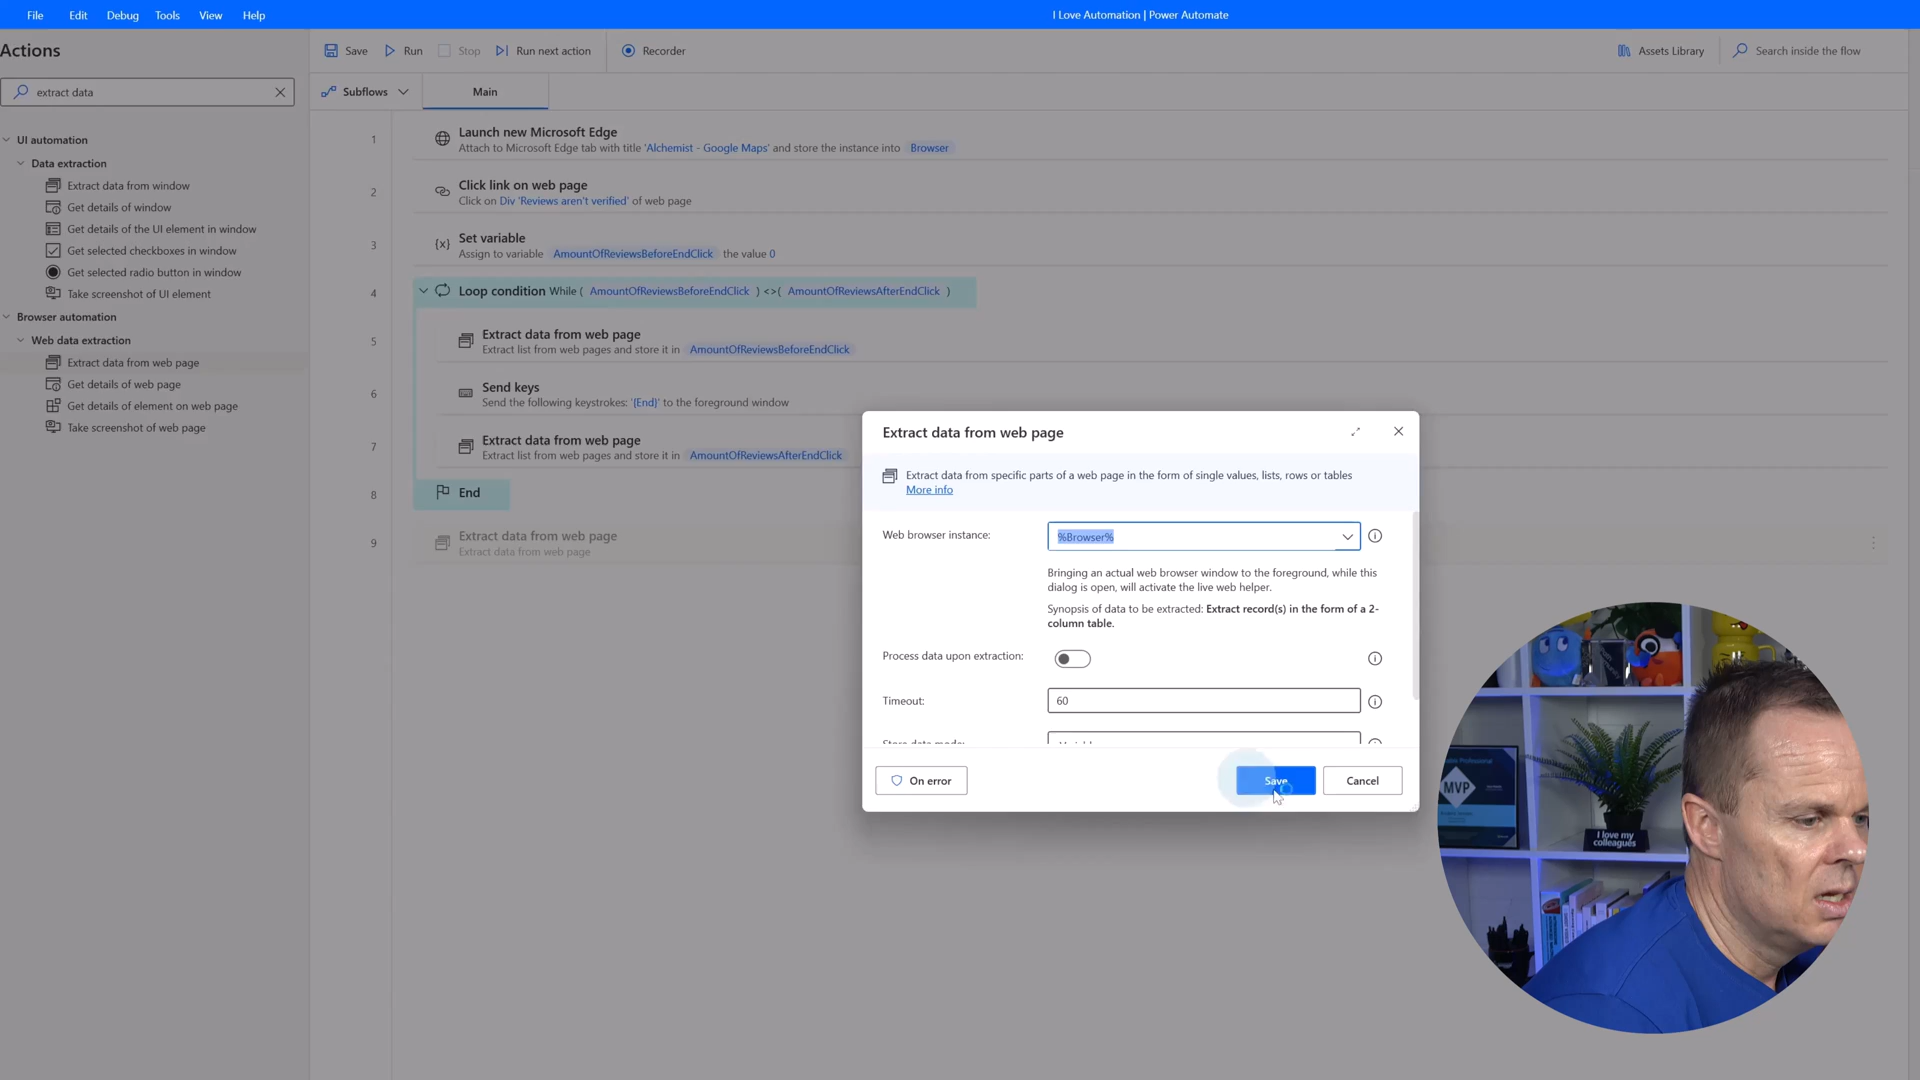 File Edit Debug Tools View Help
I Love Automation | Power Automate
Actions
Save Run Stop Run next action Recorder
Assets Library Search inside the flow
extract data
Subflows Main
UI automation
Data extraction
Extract data from window
Get details of window
Get details of the UI element in window
Get selected checkboxes in window
Get selected radio button in window
Take screenshot of UI element
Browser automation
Web data extraction
Extract data from web page
Get details of web page
Get details of element on web page
Take screenshot of web page
1 Launch new Microsoft Edge
Attach to Microsoft Edge tab with title 'Alchemist - Google Maps' and store the instance into Browser
2 Click link on web page
Click on Div 'Reviews aren't verified' of web page
3 {x} Set variable
Assign to variable AmountOfReviewsBeforeEndClick the value 0
4 Loop condition While ( AmountOfReviewsBeforeEndClick ) <>( AmountOfReviewsAfterEndClick )
5 Extract data from web page
Extract list from web pages and store it in AmountOfReviewsBeforeEndClick
6 Send keys
Send the following keystrokes: '{End}' to the foreground window
7 Extract data from web page
Extract list from web pages and store it in AmountOfReviewsAfterEndClick
8 End
9 Extract data from web page
Extract data from web page
Extract data from web page
Extract data from specific parts of a web page in the form of single values, lists, rows or tables
More info
Web browser instance: %Browser%
Bringing an actual web browser window to the foreground, while this
dialog is open, will activate the live web helper.
Synopsis of data to be extracted: Extract record(s) in the form of a 2-
column table.
Process data upon extraction:
Timeout: 60
On error Save Cancel
MVP
I love my
colleagues